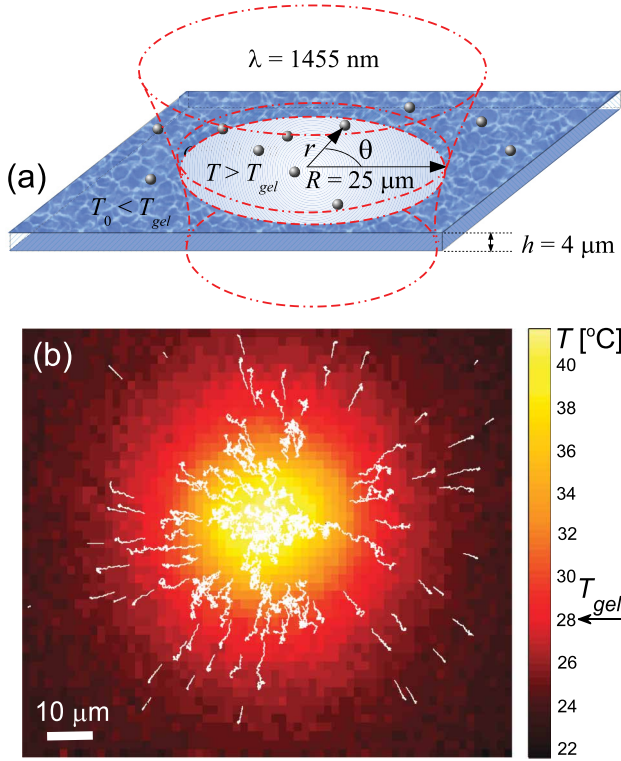 λ = 1455 nm
(a)
r
θ
T > T_gel
R = 25 μm
T_0 < T_gel
h = 4 μm
(b)
T [°C]
40
38
36
34
32
30
T_gel
28
26
24
22
10 μm